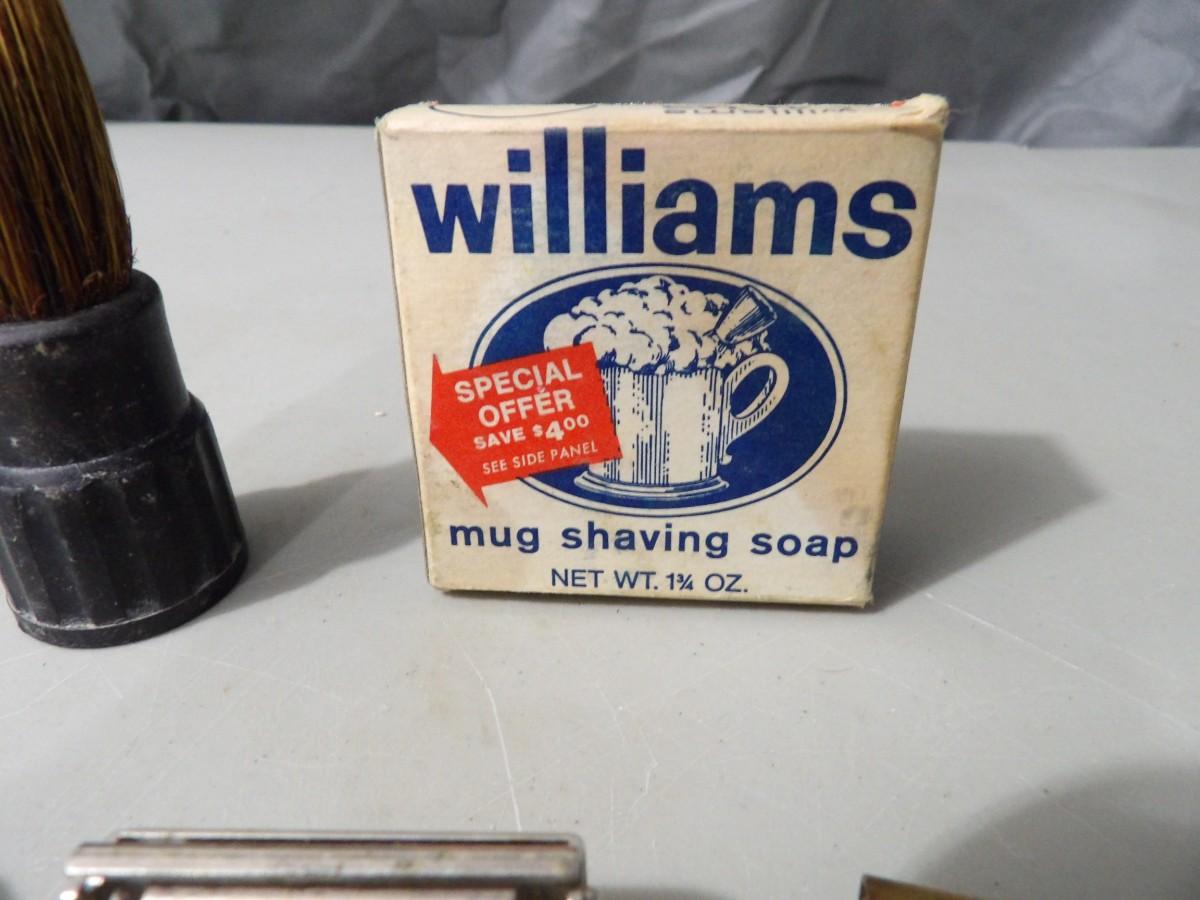 williams
SPECIAL
OFFER
SAVE $4.00
SEE SIDE PANEL
mug shaving soap
NET WT. 1¾ OZ.